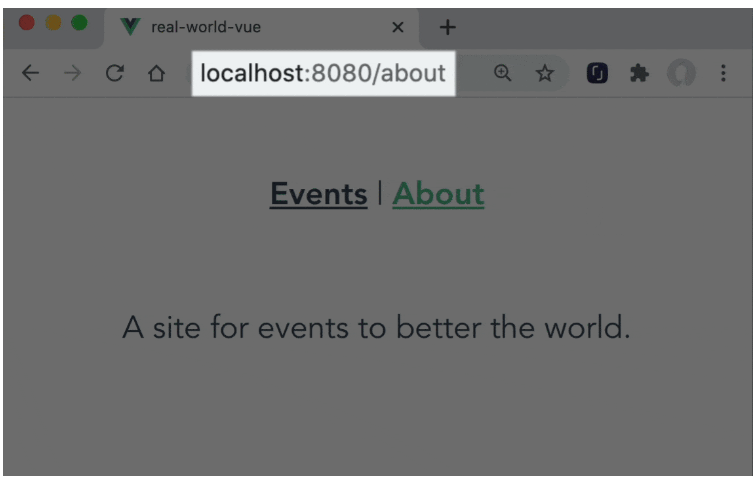 real-world-vue
localhost:8080/about
Events | About
A site for events to better the world.